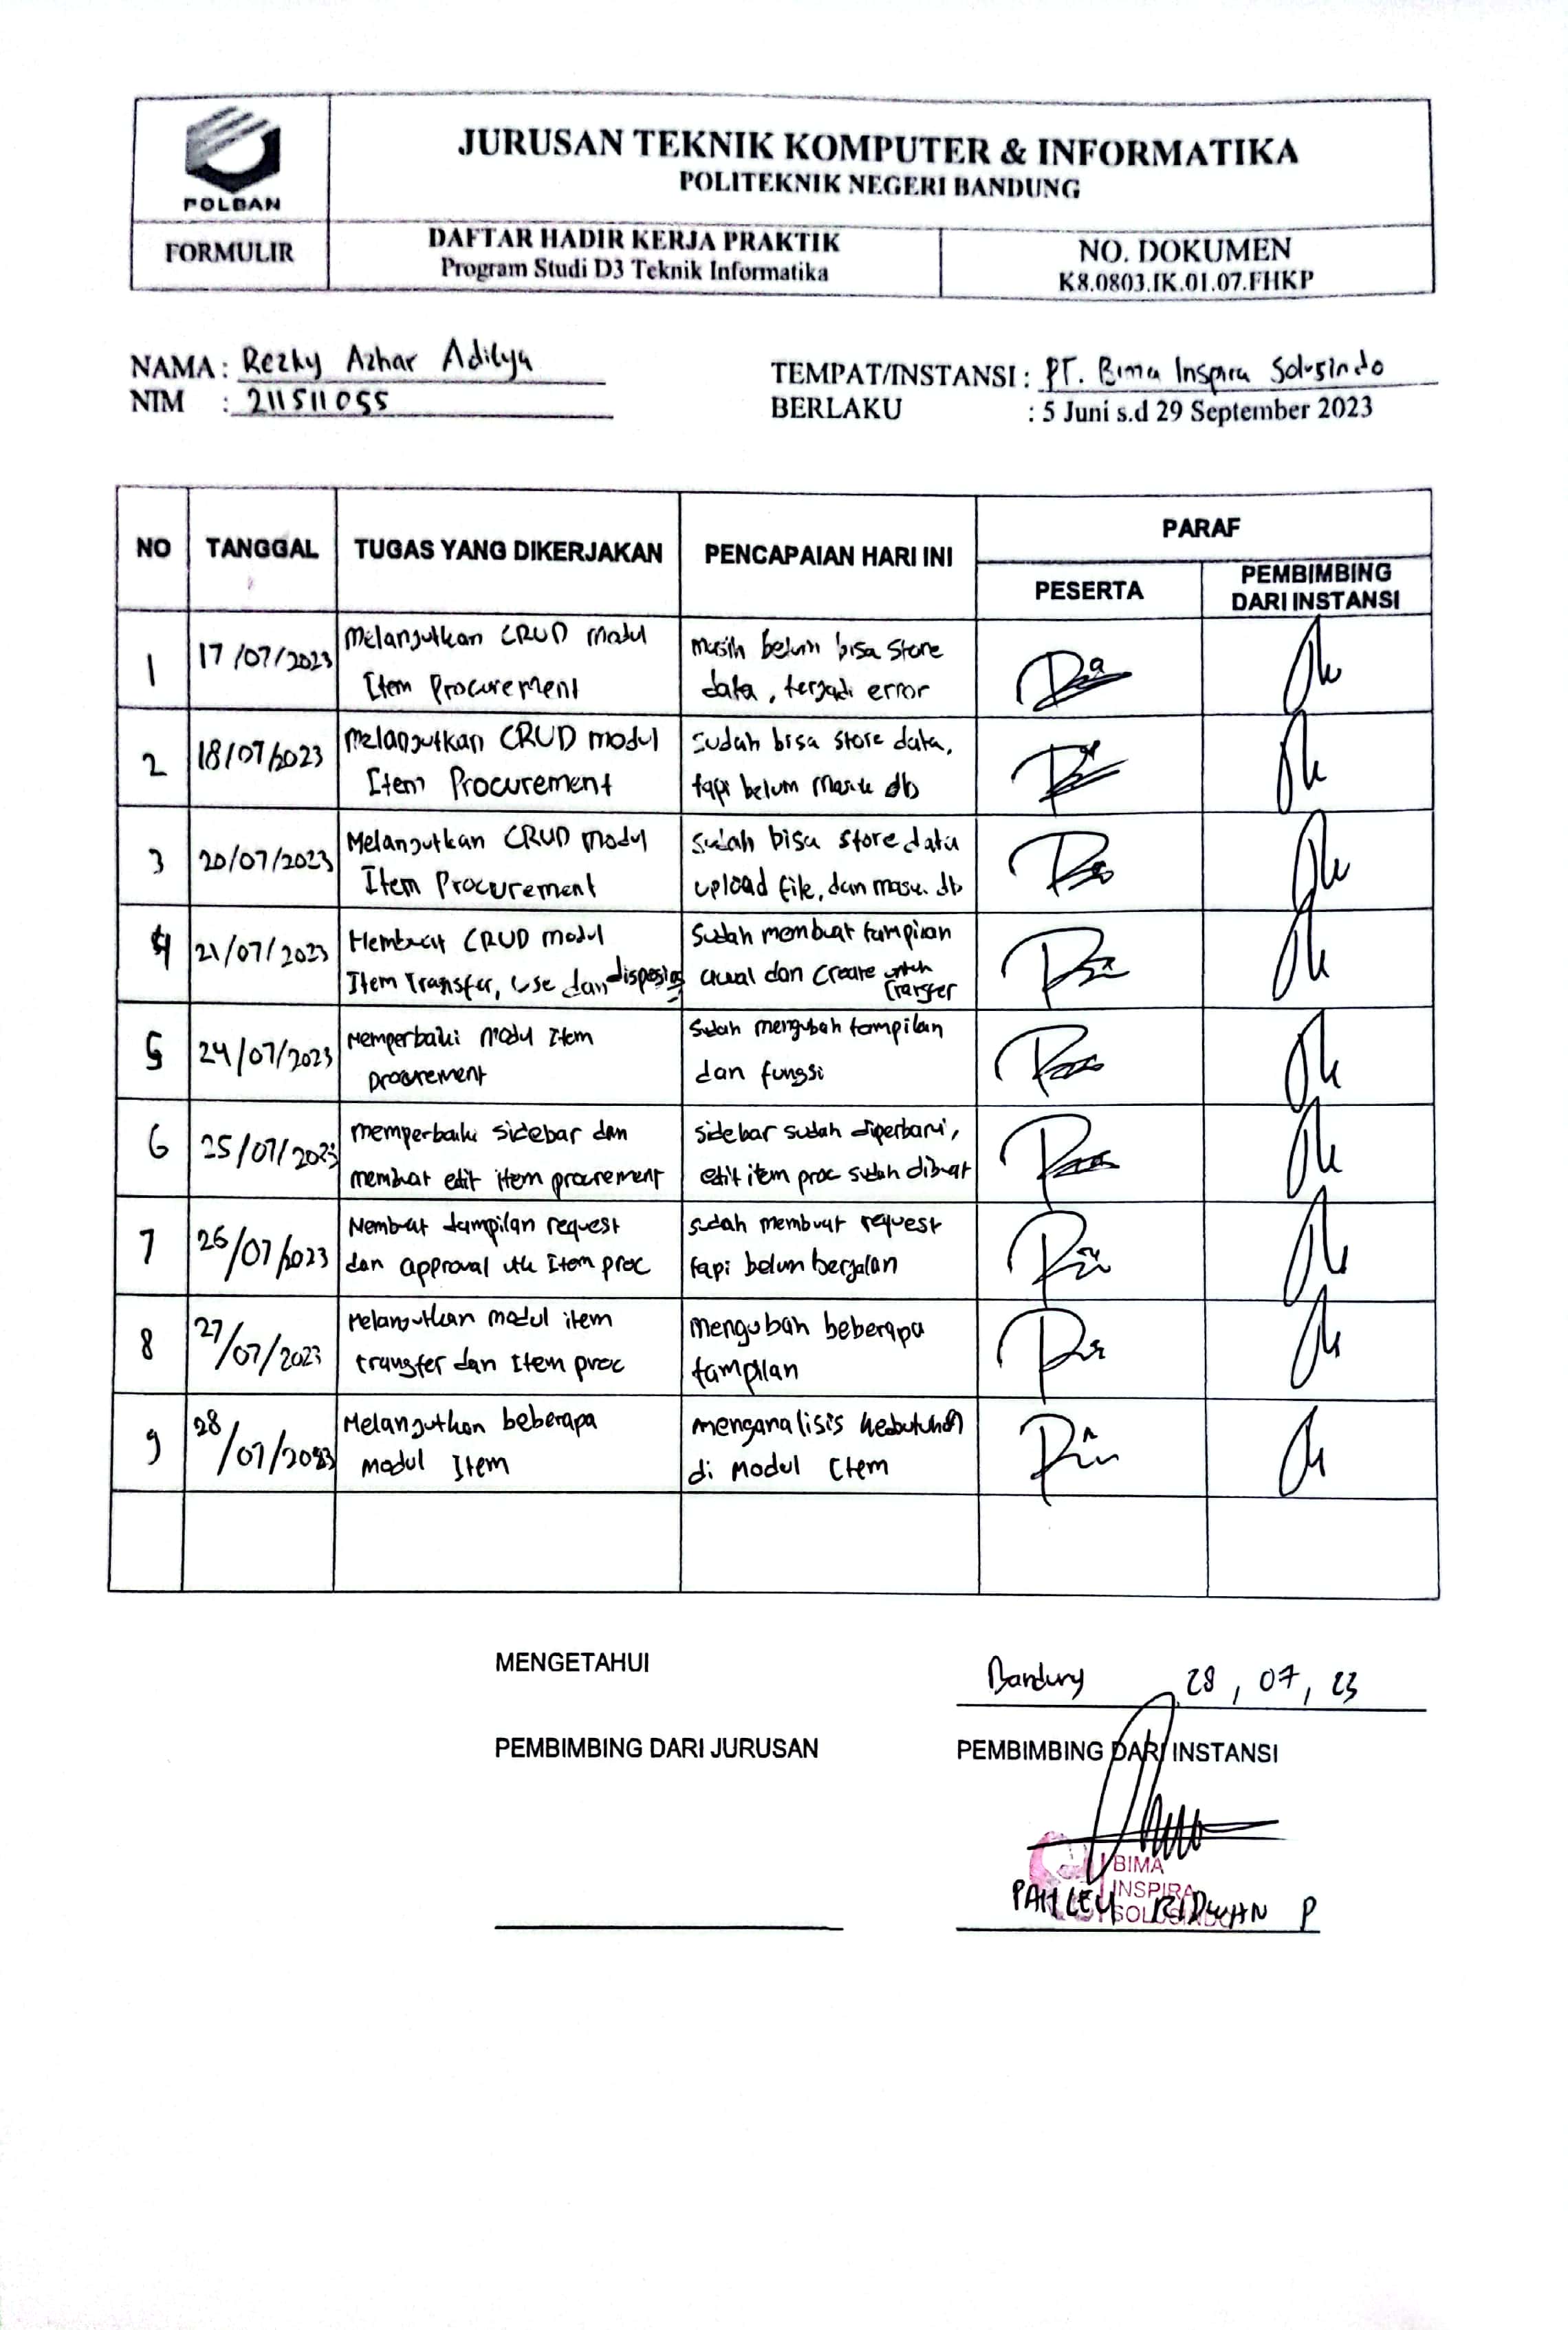 POLBAN
JURUSAN TEKNIK KOMPUTER & INFORMATIKA
POLITEKNIK NEGERI BANDUNG
FORMULIR
DAFTAR HADIR KERJA PRAKTIK
Program Studi D3 Teknik Informatika
NO. DOKUMEN
K8.0803.IK.01.07.FHKP
NAMA : Rezky Azhar Aditya
NIM : 211511055
TEMPAT/INSTANSI : PT. Bima Inspira Solusindo
BERLAKU : 5 Juni s.d 29 September 2023
NO
TANGGAL
TUGAS YANG DIKERJAKAN
PENCAPAIAN HARI INI
PARAF
PESERTA
PEMBIMBING
DARI INSTANSI
1
17/07/2023
Melanjutkan CRUD modul
Item Procurement
masih belum bisa store
data, terjadi error
2
18/07/2023
melanjutkan CRUD modul
Item Procurement
sudah bisa store data,
tapi belum masuk db
3
20/07/2023
Melanjutkan CRUD modul
Item Procurement
sudah bisa store data
upload file, dan masuk db
4
21/07/2023
Membuat CRUD modul
Item Transfer, use dan disposing
sudah membuat tampilan
awal dan create untuk
transfer
5
24/07/2023
Memperbaiki modul Item
procurement
sudah mengubah tampilan
dan fungsi
6
25/07/2023
memperbaiki sidebar dan
membuat edit item procurement
sidebar sudah diperbarui,
edit item proc sudah dibuat
7
26/07/2023
Membuat tampilan request
dan approval utk Item proc
sudah membuat request
tapi belum berjalan
8
27/07/2023
Melanjutkan modul item
transfer dan Item proc
mengubah beberapa
tampilan
9
28/07/2023
Melanjutkan beberapa
modul Item
menganalisis kebutuhan
di modul Item
MENGETAHUI
Bandung, 28, 07, 23
PEMBIMBING DARI JURUSAN
PEMBIMBING DARI INSTANSI
BIMA
INSPIRA
SOLUSINDO
PAHLEVI RIDWAN P